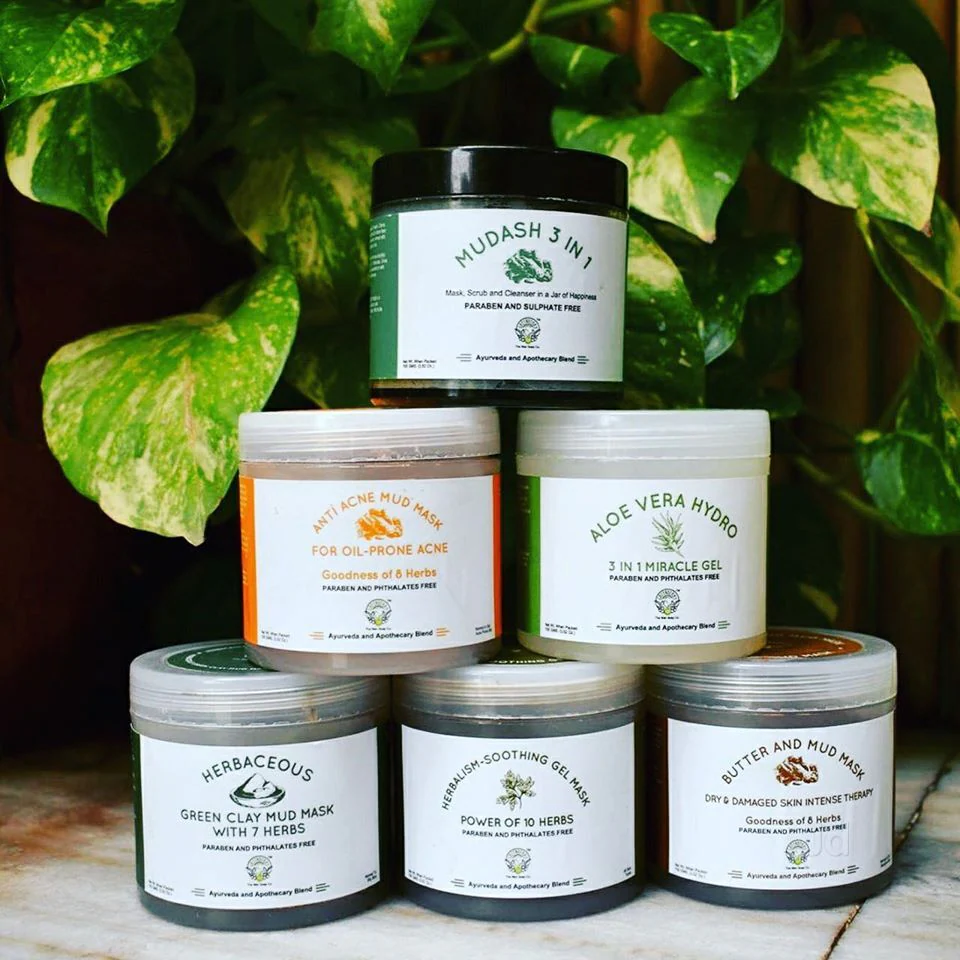 MUDASH 3 IN 1
Mask, Scrub and Cleanser in a Jar of Happiness
PARABEN AND SULPHATE FREE
Ayurveda and Apothecary Blend
ANTI ACNE MUD MASK
FOR OIL-PRONE ACNE
Goodness of 8 Herbs
PARABEN AND PHTHALATES FREE
Ayurveda and Apothecary Blend
ALOE VERA HYDRO
3 IN 1 MIRACLE GEL
PARABEN AND PHTHALATES FREE
Ayurveda and Apothecary Blend
HERBACEOUS
GREEN CLAY MUD MASK
WITH 7 HERBS
PARABEN AND PHTHALATES FREE
Ayurveda and Apothecary Blend
HERBALISM-SOOTHING GEL MASK
POWER OF 10 HERBS
PARABEN AND PHTHALATES FREE
Ayurveda and Apothecary Blend
BUTTER AND MUD MASK
DRY & DAMAGED SKIN INTENSE THERAPY
Goodness of 8 Herbs
PARABEN AND PHTHALATES FREE
Ayurveda and Apothecary Blend